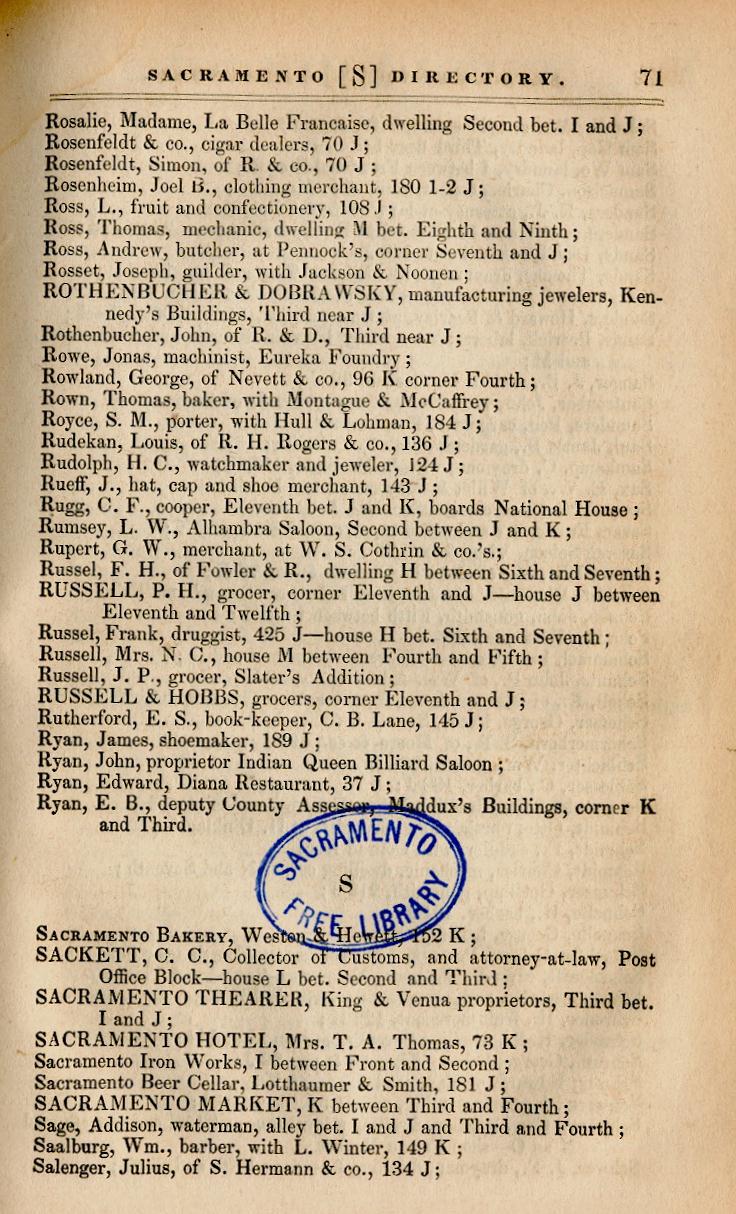 SACRAMENTO [S] DIRECTORY. 71
Rosalie, Madame, La Belle Francaise, dwelling Second bet. I and J;
Rosenfeldt & co., cigar dealers, 70 J;
Rosenfeldt, Simon, of R. & co., 70 J;
Rosenheim, Joel B., clothing merchant, 180 1-2 J;
Ross, L., fruit and confectionery, 108 J;
Ross, Thomas, mechanic, dwelling M bet. Eighth and Ninth;
Ross, Andrew, butcher, at Pennock's, corner Seventh and J;
Rosset, Joseph, guilder, with Jackson & Noonen;
ROTHENBUCHER & DOBRAWSKY, manufacturing jewelers, Ken-
nedy's Buildings, Third near J;
Rothenbucher, John, of R. & D., Third near J;
Rowe, Jonas, machinist, Eureka Foundry;
Rowland, George, of Nevett & co., 96 K corner Fourth;
Rown, Thomas, baker, with Montague & McCaffrey;
Royce, S. M., porter, with Hull & Lohman, 184 J;
Rudekan, Louis, of R. H. Rogers & co., 136 J;
Rudolph, H. C., watchmaker and jeweler, 124 J;
Rueff, J., hat, cap and shoe merchant, 143 J;
Rugg, C. F., cooper, Eleventh bet. J and K, boards National House;
Rumsey, L. W., Alhambra Saloon, Second between J and K;
Rupert, G. W., merchant, at W. S. Cothrin & co.'s.;
Russel, F. H., of Fowler & R., dwelling H between Sixth and Seventh;
RUSSELL, P. H., grocer, corner Eleventh and J—house J between
Eleventh and Twelfth;
Russel, Frank, druggist, 425 J—house H bet. Sixth and Seventh;
Russell, Mrs. N. C., house M between Fourth and Fifth;
Russell, J. P., grocer, Slater's Addition;
RUSSELL & HOBBS, grocers, corner Eleventh and J;
Rutherford, E. S., book-keeper, C. B. Lane, 145 J;
Ryan, James, shoemaker, 189 J;
Ryan, John, proprietor Indian Queen Billiard Saloon;
Ryan, Edward, Diana Restaurant, 37 J;
Ryan, E. B., deputy County Assessor, Maddux's Buildings, corner K
and Third.
SACRAMENTO
S
FREE LIBRARY
SACRAMENTO BAKERY, Weston & Hewett, 152 K;
SACKETT, C. C., Collector of Customs, and attorney-at-law, Post
Office Block—house L bet. Second and Third;
SACRAMENTO THEARER, King & Venua proprietors, Third bet.
I and J;
SACRAMENTO HOTEL, Mrs. T. A. Thomas, 73 K;
Sacramento Iron Works, I between Front and Second;
Sacramento Beer Cellar, Lotthaumer & Smith, 181 J;
SACRAMENTO MARKET, K between Third and Fourth;
Sage, Addison, waterman, alley bet. I and J and Third and Fourth;
Saalburg, Wm., barber, with L. Winter, 149 K;
Salenger, Julius, of S. Hermann & co., 134 J;